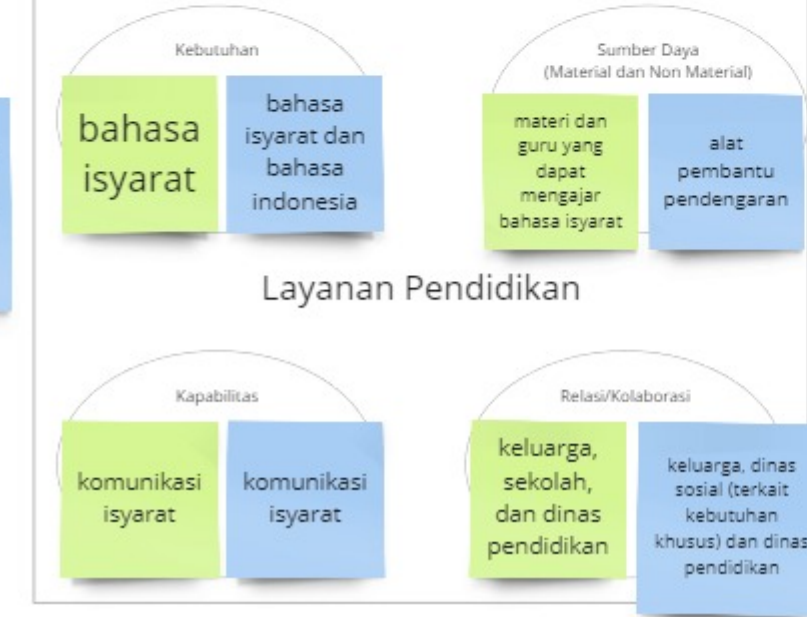 Kebutuhan
bahasa
isyarat
bahasa
isyarat dan
bahasa
indonesia
Sumber Daya
(Material dan Non Material)
materi dan
guru yang
dapat
mengajar
bahasa isyarat
alat
pembantu
pendengaran
Layanan Pendidikan
Kapabilitas
komunikasi
isyarat
komunikasi
isyarat
Relasi/Kolaborasi
keluarga,
sekolah,
dan dinas
pendidikan
keluarga, dinas
sosial (terkait
kebutuhan
khusus) dan dinas
pendidikan